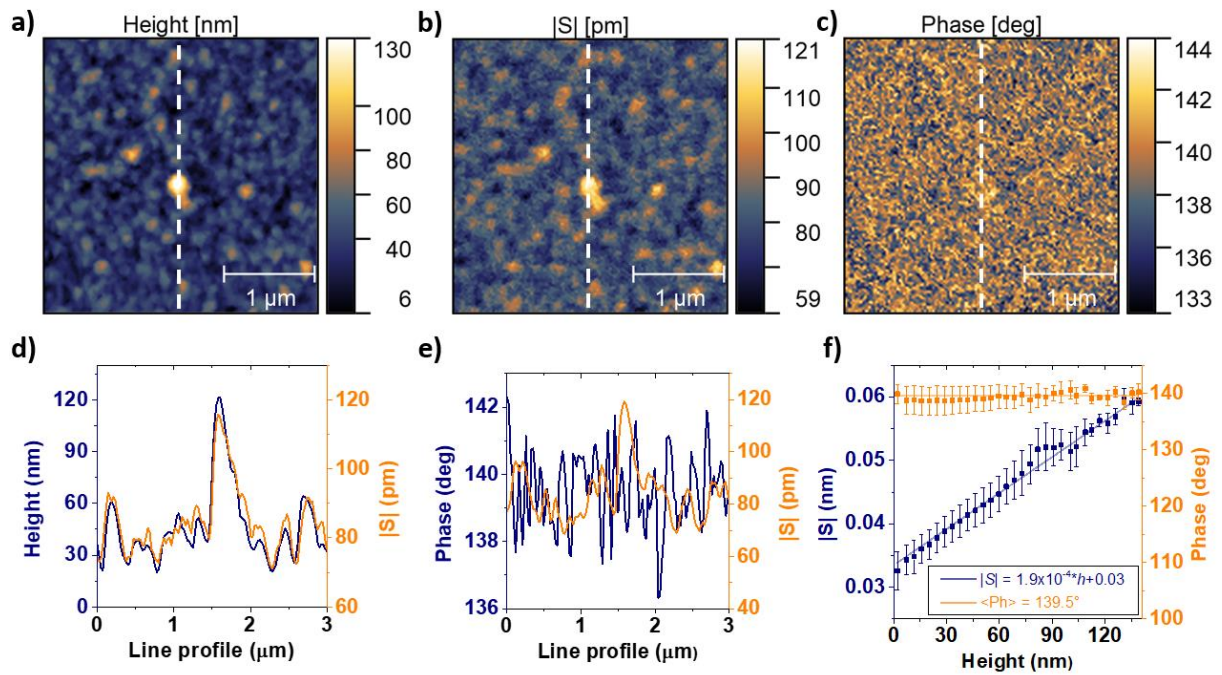 a)
Height [nm]
130
100
80
60
40
6
1 µm
b)
|S| [pm]
121
110
100
90
80
59
1 µm
c)
Phase [deg]
144
142
140
138
136
133
1 µm
d)
Height (nm)
120
90
60
30
0
|S| (pm)
120
100
80
60
0 1 2 3
Line profile (µm)
e)
Phase (deg)
142
140
138
136
|S| (pm)
120
100
80
60
40
0 1 2 3
Line profile (µm)
f)
|S| (nm)
0.06
0.05
0.04
0.03
Phase (deg)
140
130
120
110
100
|S| = 1.9x10⁻⁴*h+0.03
<Ph> = 139.5°
0 30 60 90 120
Height (nm)